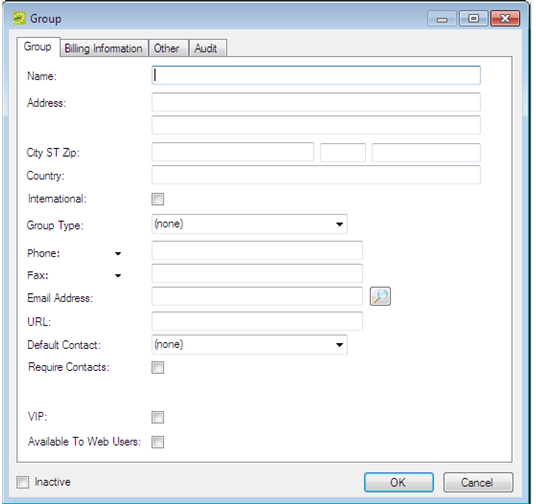 Group
Group Billing Information Other Audit
Name:
Address:
City ST Zip:
Country:
International:
Group Type: (none)
Phone:
Fax:
Email Address:
URL:
Default Contact: (none)
Require Contacts:
VIP:
Available To Web Users:
Inactive OK Cancel